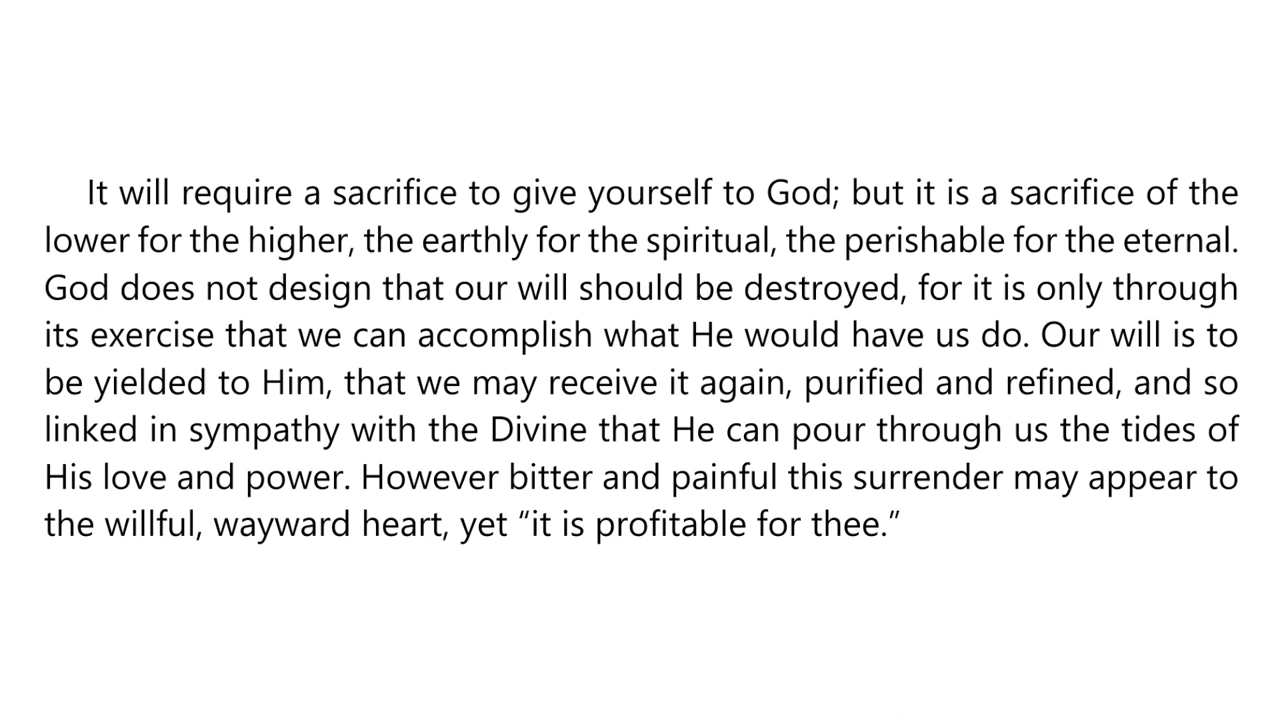 It will require a sacrifice to give yourself to God; but it is a sacrifice of the
lower for the higher, the earthly for the spiritual, the perishable for the eternal.
God does not design that our will should be destroyed, for it is only through
its exercise that we can accomplish what He would have us do. Our will is to
be yielded to Him, that we may receive it again, purified and refined, and so
linked in sympathy with the Divine that He can pour through us the tides of
His love and power. However bitter and painful this surrender may appear to
the willful, wayward heart, yet “it is profitable for thee.”